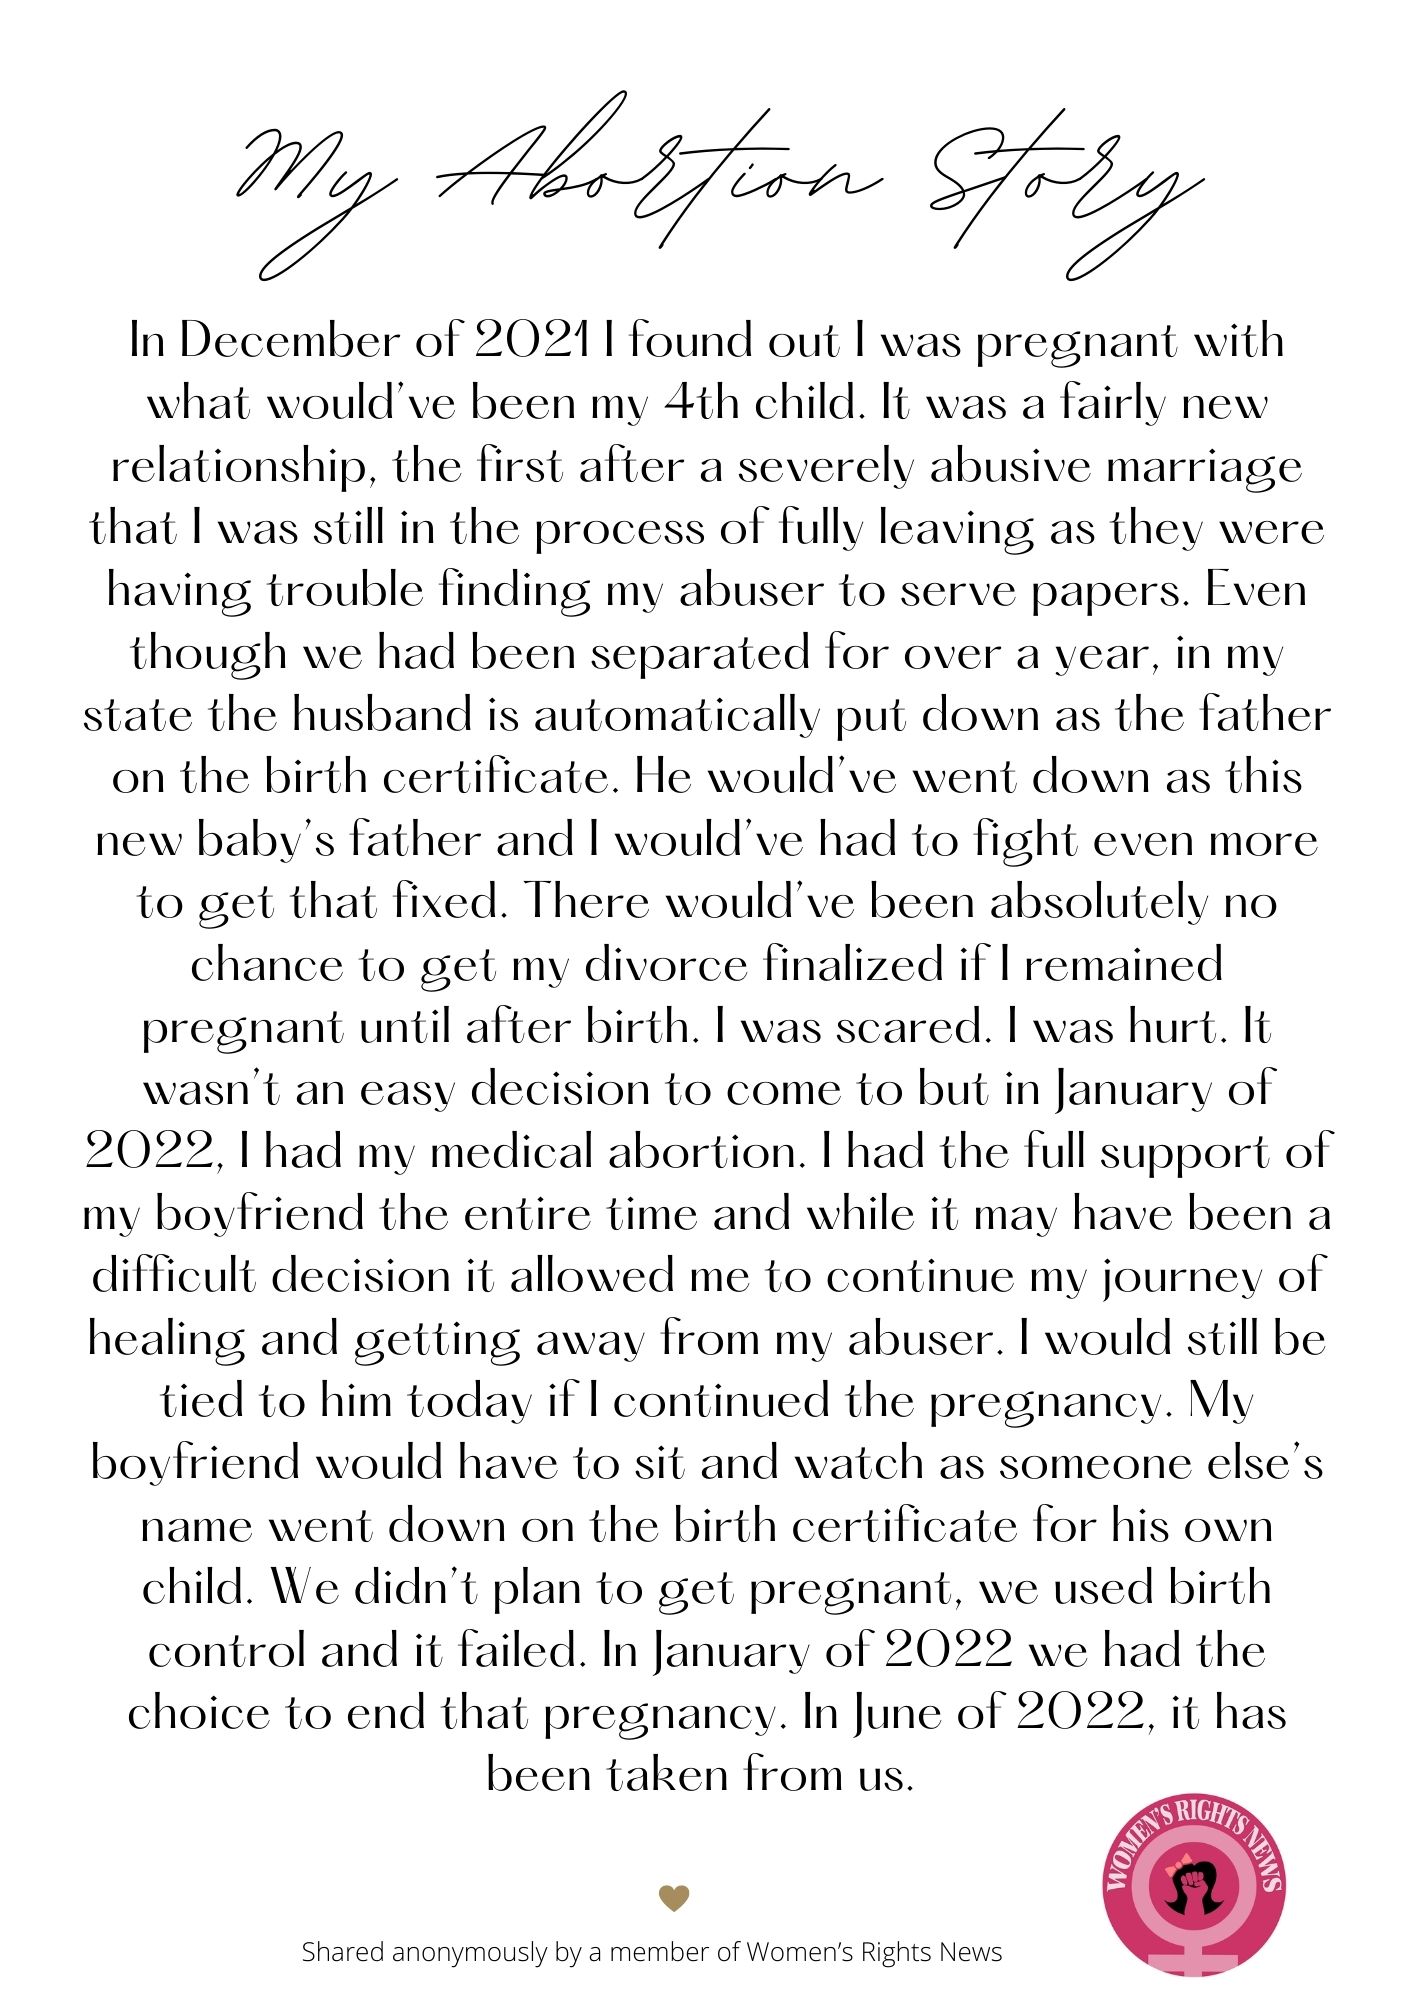 My Abortion Story
In December of 2021 I found out I was pregnant with
what would've been my 4th child. It was a fairly new
relationship, the first after a severely abusive marriage
that I was still in the process of fully leaving as they were
having trouble finding my abuser to serve papers. Even
though we had been separated for over a year, in my
state the husband is automatically put down as the father
on the birth certificate. He would've went down as this
new baby's father and I would've had to fight even more
to get that fixed. There would've been absolutely no
chance to get my divorce finalized if I remained
pregnant until after birth. I was scared. I was hurt. It
wasn't an easy decision to come to but in January of
2022, I had my medical abortion. I had the full support of
my boyfriend the entire time and while it may have been a
difficult decision it allowed me to continue my journey of
healing and getting away from my abuser. I would still be
tied to him today if I continued the pregnancy. My
boyfriend would have to sit and watch as someone else's
name went down on the birth certificate for his own
child. We didn't plan to get pregnant, we used birth
control and it failed. In January of 2022 we had the
choice to end that pregnancy. In June of 2022, it has
been taken from us.
WOMEN'S RIGHTS NEWS
Shared anonymously by a member of Women's Rights News